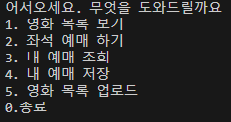 어서오세요. 무엇을 도와드릴까요
1. 영화 목록 보기
2. 좌석 예매 하기
3. 내 예매 조회
4. 내 예매 저장
5. 영화 목록 업로드
0.종료